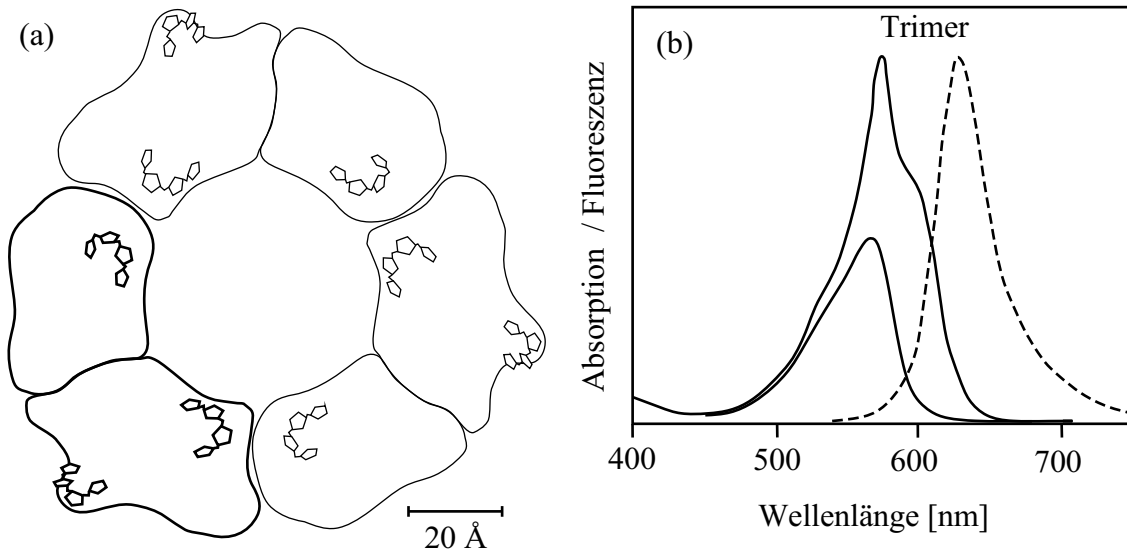 (a)
20 Å
(b)
Trimer
Absorption / Fluoreszenz
400
500
600
700
Wellenlänge [nm]